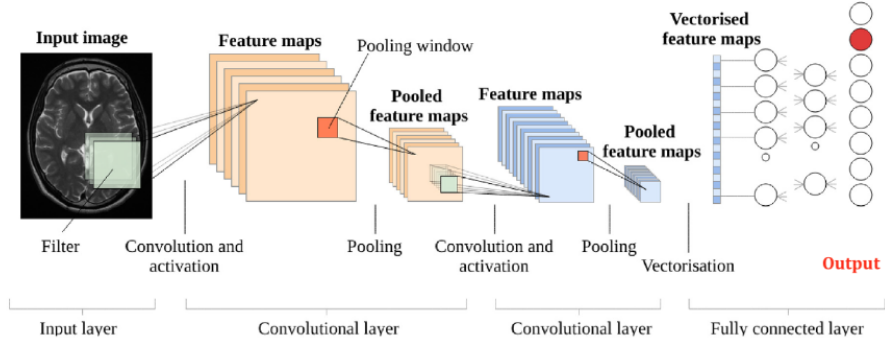 Input image
Feature maps
Pooling window
Pooled
feature maps
Feature maps
Pooled
feature maps
Vectorised
feature maps
Filter
Convolution and
activation
Pooling
Convolution and
activation
Pooling
Vectorisation
Output
Input layer
Convolutional layer
Convolutional layer
Fully connected layer